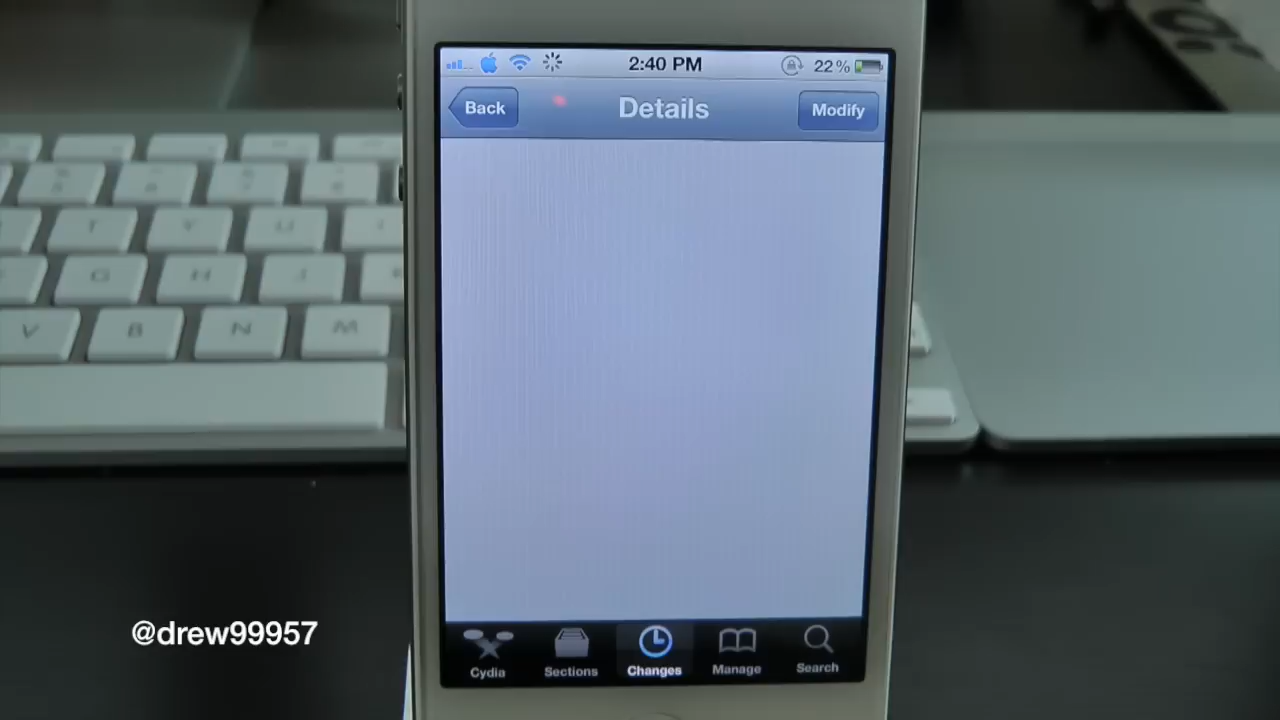 2:40 PM
22%
Back
Details
Modify
T
Y
U
G
H
J
V
B
N
M
@drew99957
Cydia
Sections
Changes
Manage
Search